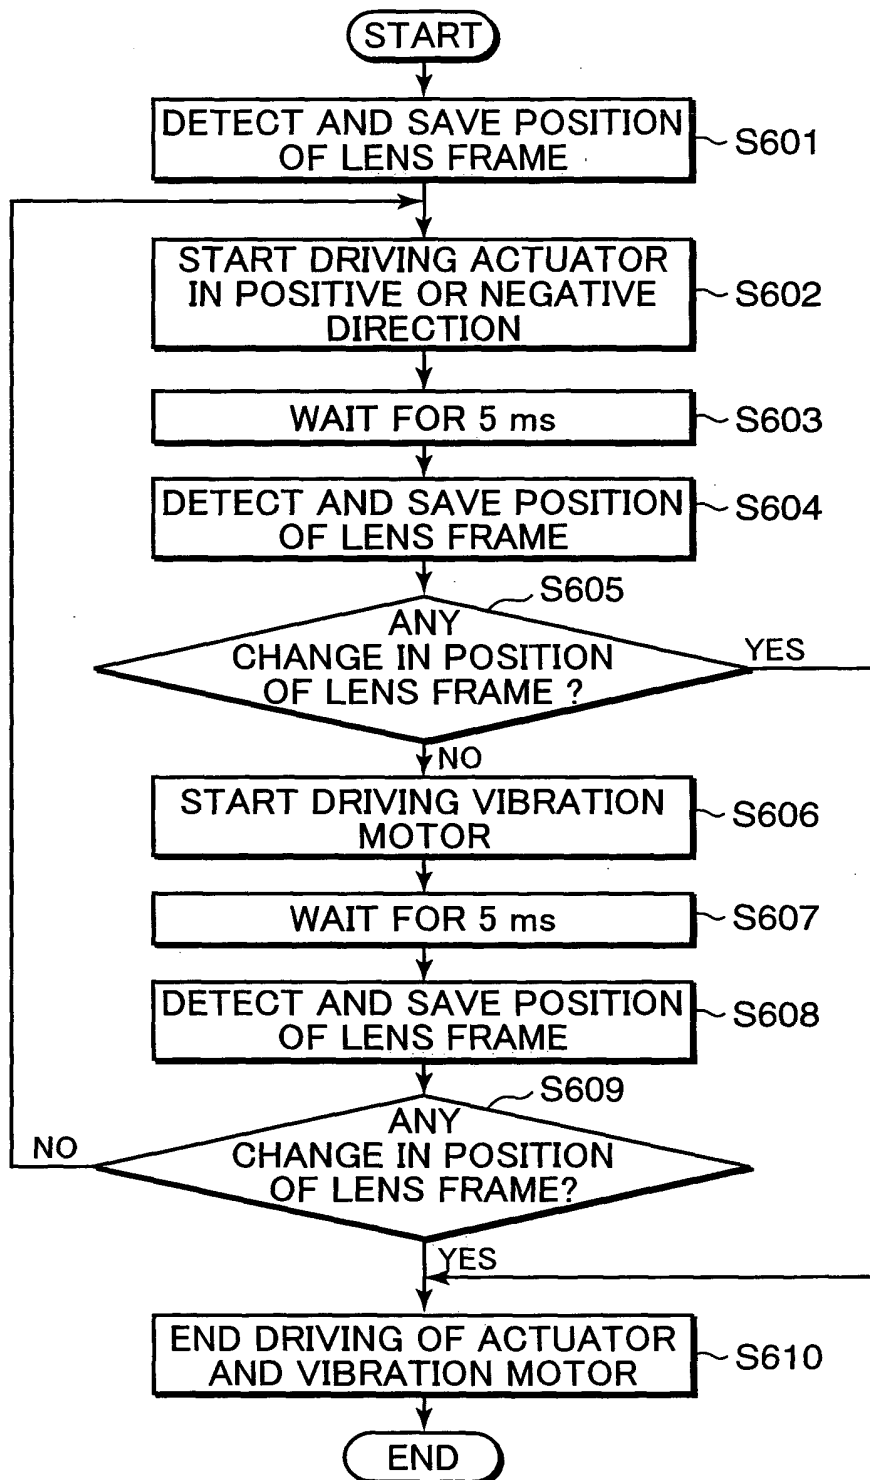 START
DETECT AND SAVE POSITION
OF LENS FRAME
S601
START DRIVING ACTUATOR
IN POSITIVE OR NEGATIVE
DIRECTION
S602
WAIT FOR 5 ms
S603
DETECT AND SAVE POSITION
OF LENS FRAME
S604
S605
ANY
CHANGE IN POSITION
OF LENS FRAME ?
YES
NO
START DRIVING VIBRATION
MOTOR
S606
WAIT FOR 5 ms
S607
DETECT AND SAVE POSITION
OF LENS FRAME
S608
S609
ANY
CHANGE IN POSITION
OF LENS FRAME?
NO
YES
END DRIVING OF ACTUATOR
AND VIBRATION MOTOR
S610
END